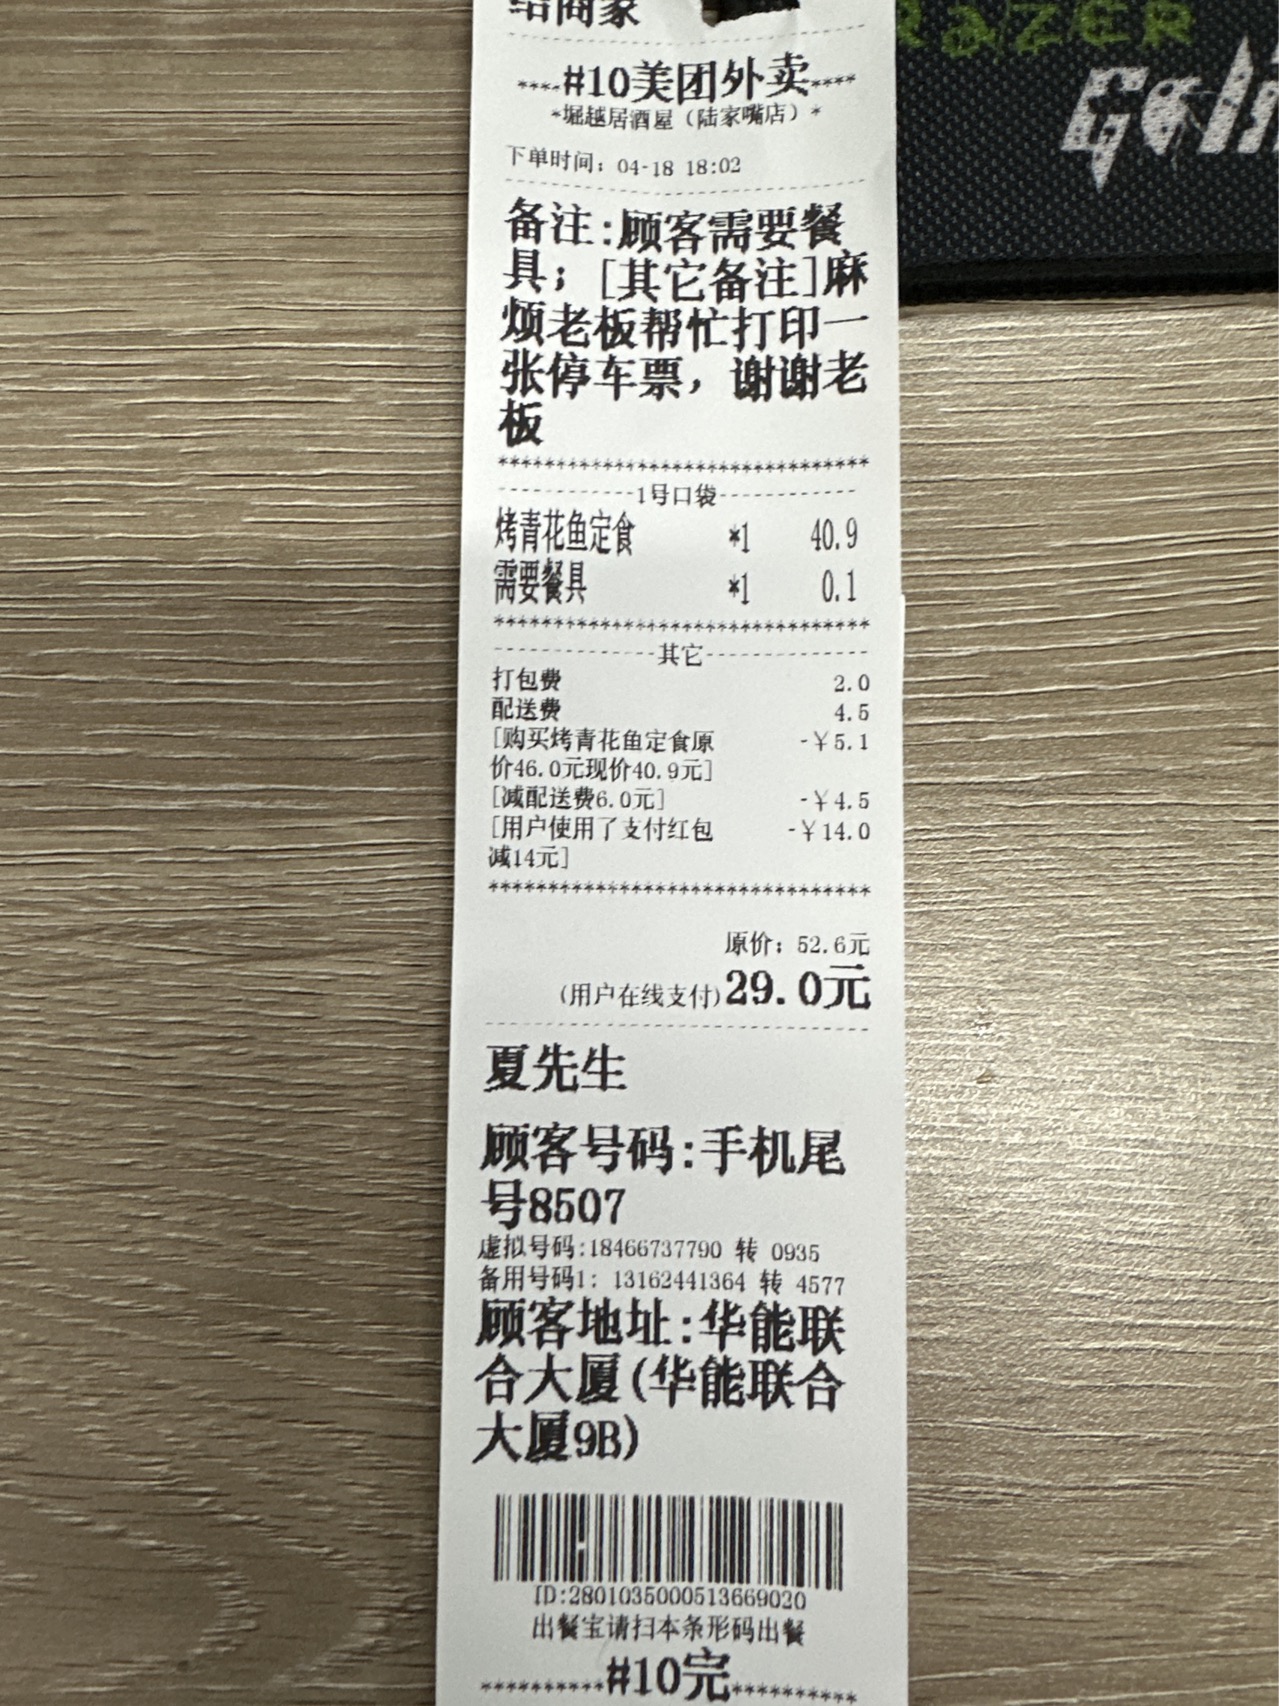 给商家
RAZER
Goli
****#10美团外卖****
*堀越居酒屋（陆家嘴店）*
下单时间：04-18 18:02
备注:顾客需要餐
具；[其它备注]麻
烦老板帮忙打印一
张停车票，谢谢老
板
********************************
------------1号口袋------------
烤青花鱼定食 *1 40.9
需要餐具 *1 0.1
********************************
--------------其它--------------
打包费 2.0
配送费 4.5
[购买烤青花鱼定食原 -￥5.1
价46.0元现价40.9元]
[减配送费6.0元] -￥4.5
[用户使用了支付红包 -￥14.0
减14元]
********************************
原价：52.6元
(用户在线支付)29.0元
夏先生
顾客号码:手机尾
号8507
虚拟号码:18466737790 转 0935
备用号码1: 13162441364 转 4577
顾客地址:华能联
合大厦(华能联合
大厦9B)
ID:2801035000513669020
出餐宝请扫本条形码出餐
**********#10完**********